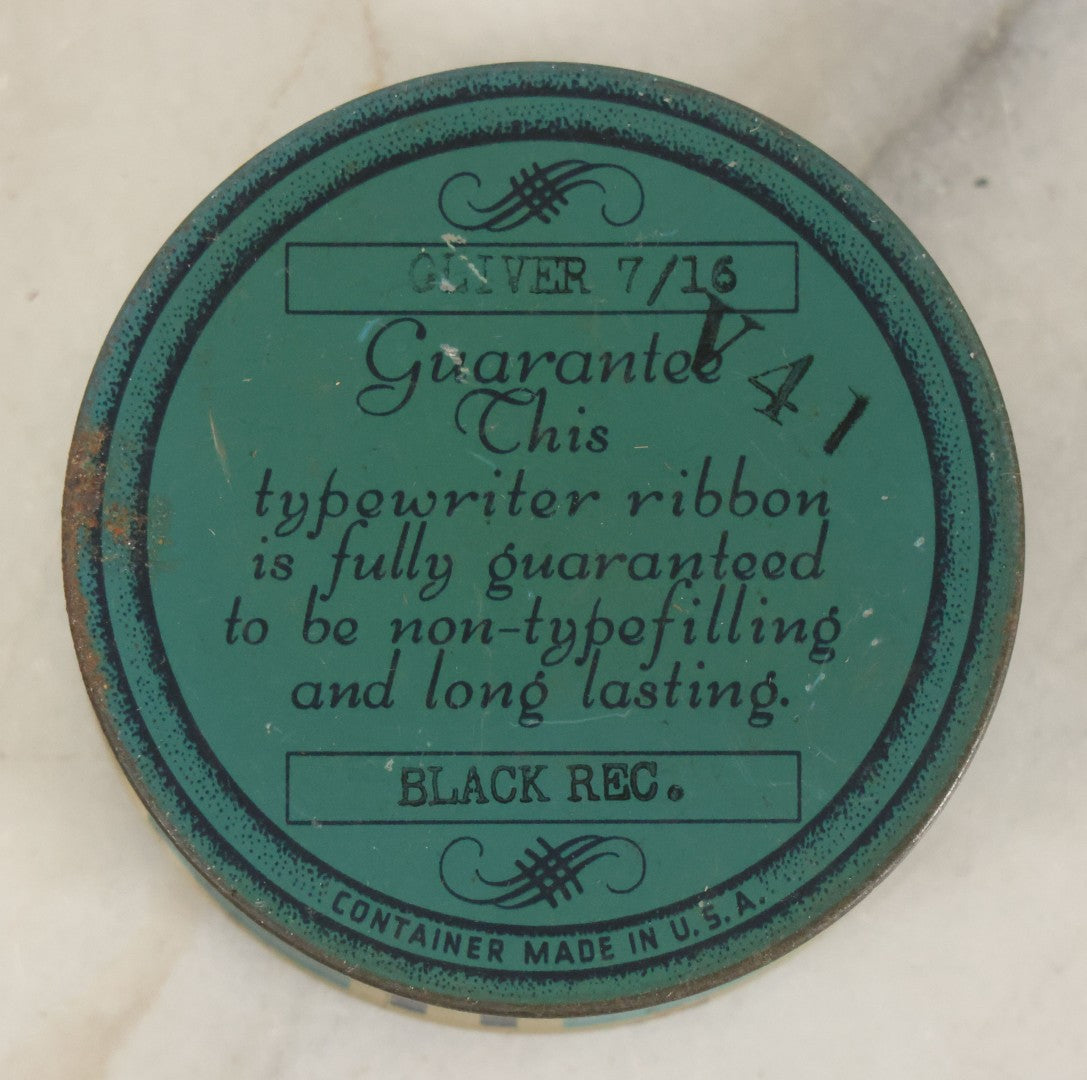 OLIVER 7/16
V 41
Guarantee
This
typewriter ribbon
is fully guaranteed
to be non-typefilling
and long lasting.
BLACK REC.
CONTAINER MADE IN U.S.A.